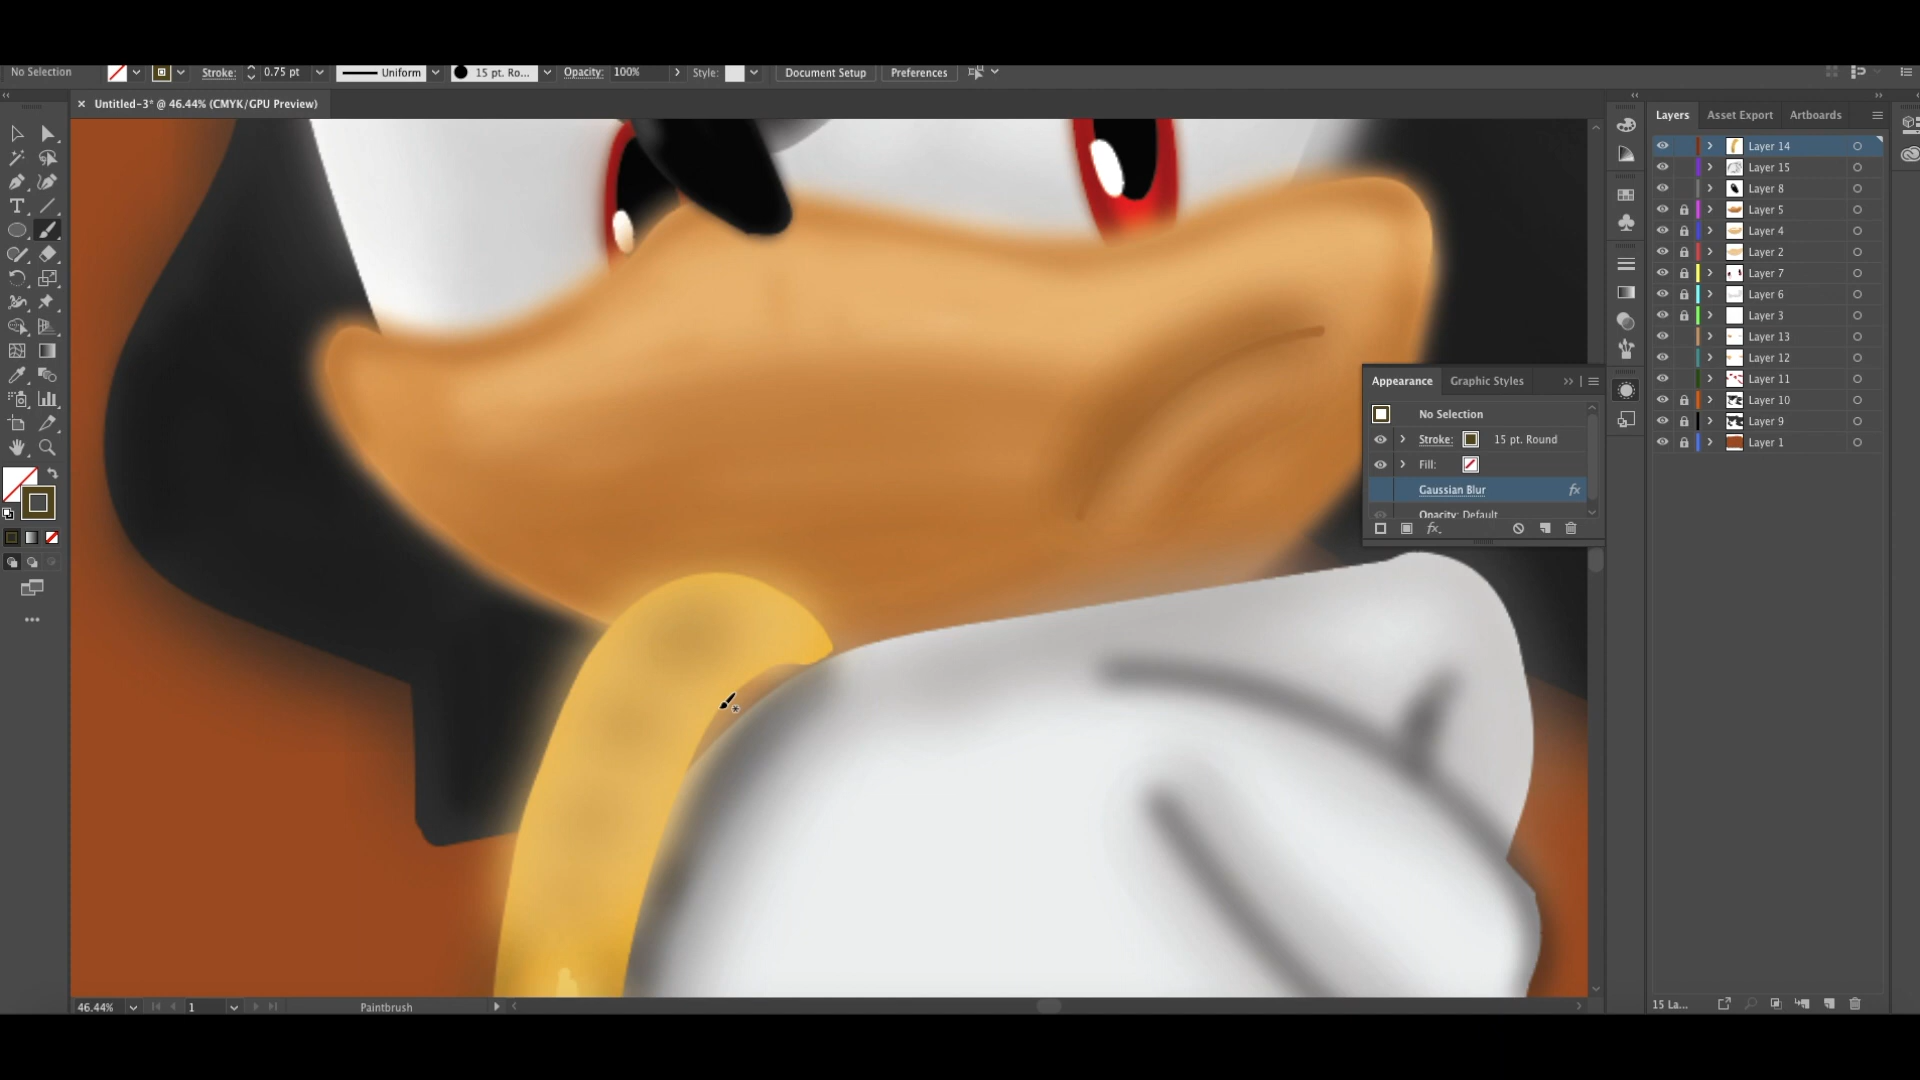 No Selection Stroke: 0.75 pt Uniform 15 pt. Ro... Opacity: 100% Style: Document Setup Preferences
× Untitled-3* @ 46.44% (CMYK/GPU Preview)
Layers Asset Export Artboards
Layer 14
Layer 15
Layer 8
Layer 5
Layer 4
Layer 2
Layer 7
Layer 6
Layer 3
Layer 13
Layer 12
Layer 11
Layer 10
Layer 9
Layer 1
Appearance Graphic Styles
No Selection
Stroke: 15 pt. Round
Fill:
Gaussian Blur fx
Opacity: Default
fx.
46.44% 1 Paintbrush
15 La...